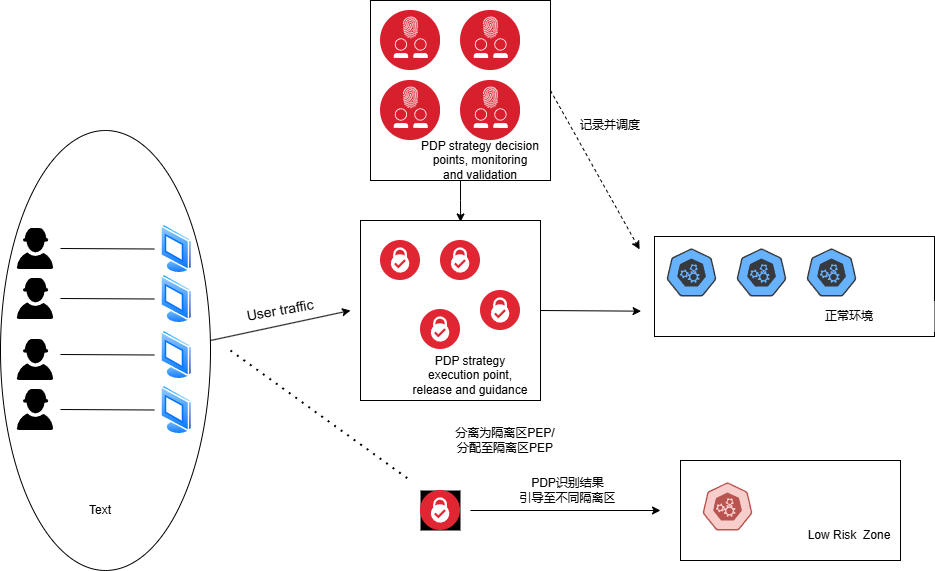 PDP strategy decision
points, monitoring
and validation
记录并调度
User traffic
正常环境
PDP strategy
execution point,
release and guidance
分离为隔离区PEP/
分配至隔离区PEP
PDP识别结果
引导至不同隔离区
Text
Low Risk Zone